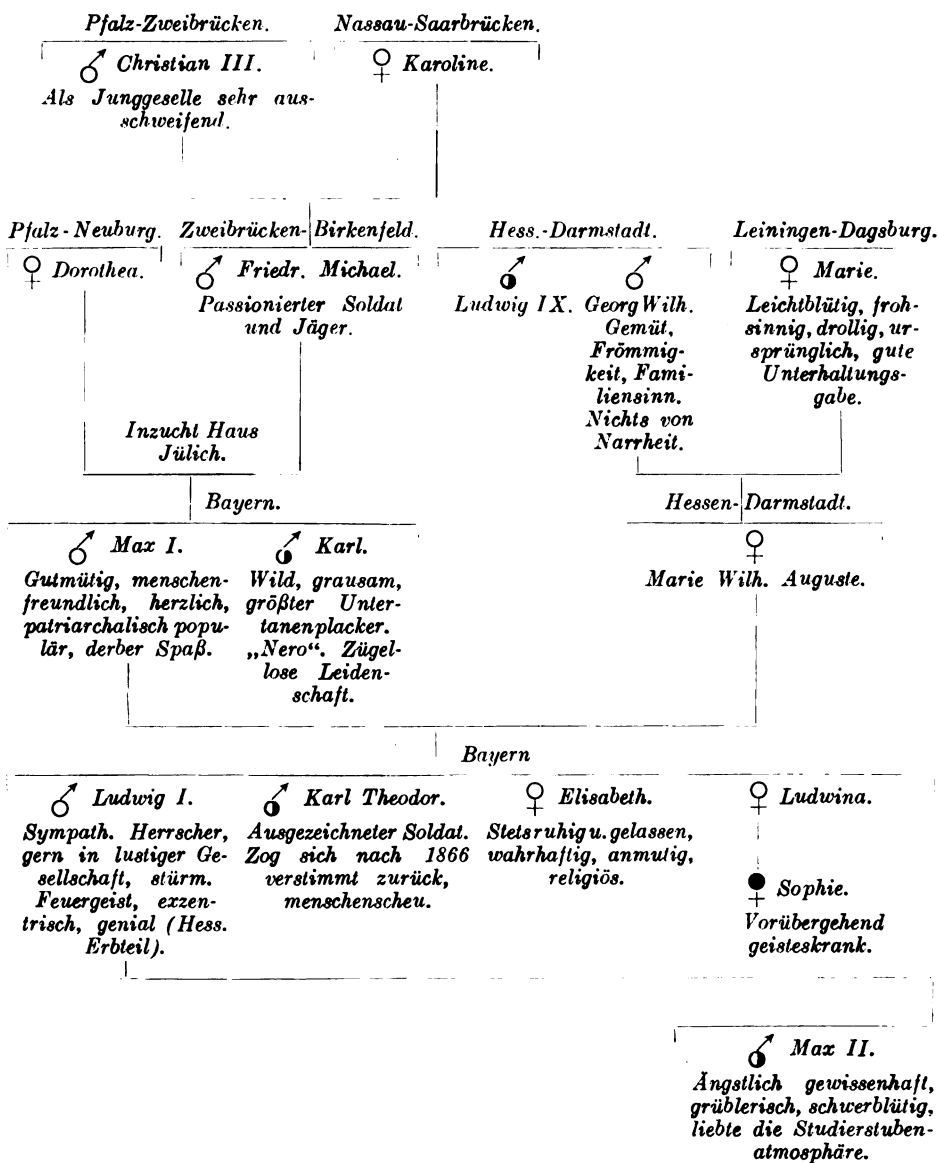 Pfalz-Zweibrücken. Nassau-Saarbrücken.
♂ Christian III. ♀ Karoline.
Als Junggeselle sehr aus-
schweifend.
Pfalz-Neuburg. Zweibrücken-Birkenfeld. Hess.-Darmstadt. Leiningen-Dagsburg.
♀ Dorothea.
♂ Friedr. Michael.
Passionierter Soldat
und Jäger.
Ludwig IX.
♂ Georg Wilh.
Gemüt,
Frömmig-
keit, Fami-
liensinn.
Nichts von
Narrheit.
♀ Marie.
Leichtblütig, froh-
sinnig, drollig, ur-
sprünglich, gute
Unterhaltungs-
gabe.
Inzucht Haus
Jülich.
Bayern. Hessen-Darmstadt.
♂ Max I.
Gutmütig, menschen-
freundlich, herzlich,
patriarchalisch popu-
lär, derber Spaß.
♂ Karl.
Wild, grausam,
größter Unter-
tanenplacker.
„Nero“. Zügel-
lose Leiden-
schaft.
♀
Marie Wilh. Auguste.
Bayern
♂ Ludwig I.
Sympath. Herrscher,
gern in lustiger Ge-
sellschaft, stürm.
Feuergeist, exzen-
trisch, genial (Hess.
Erbteil).
♂ Karl Theodor.
Ausgezeichneter Soldat.
Zog sich nach 1866
verstimmt zurück,
menschenscheu.
♀ Elisabeth.
Stets ruhig u. gelassen,
wahrhaftig, anmutig,
religiös.
♀ Ludwina.
♀ Sophie.
Vorübergehend
geisteskrank.
♂ Max II.
Ängstlich gewissenhaft,
grüblerisch, schwerblütig,
liebte die Studierstuben-
atmosphäre.